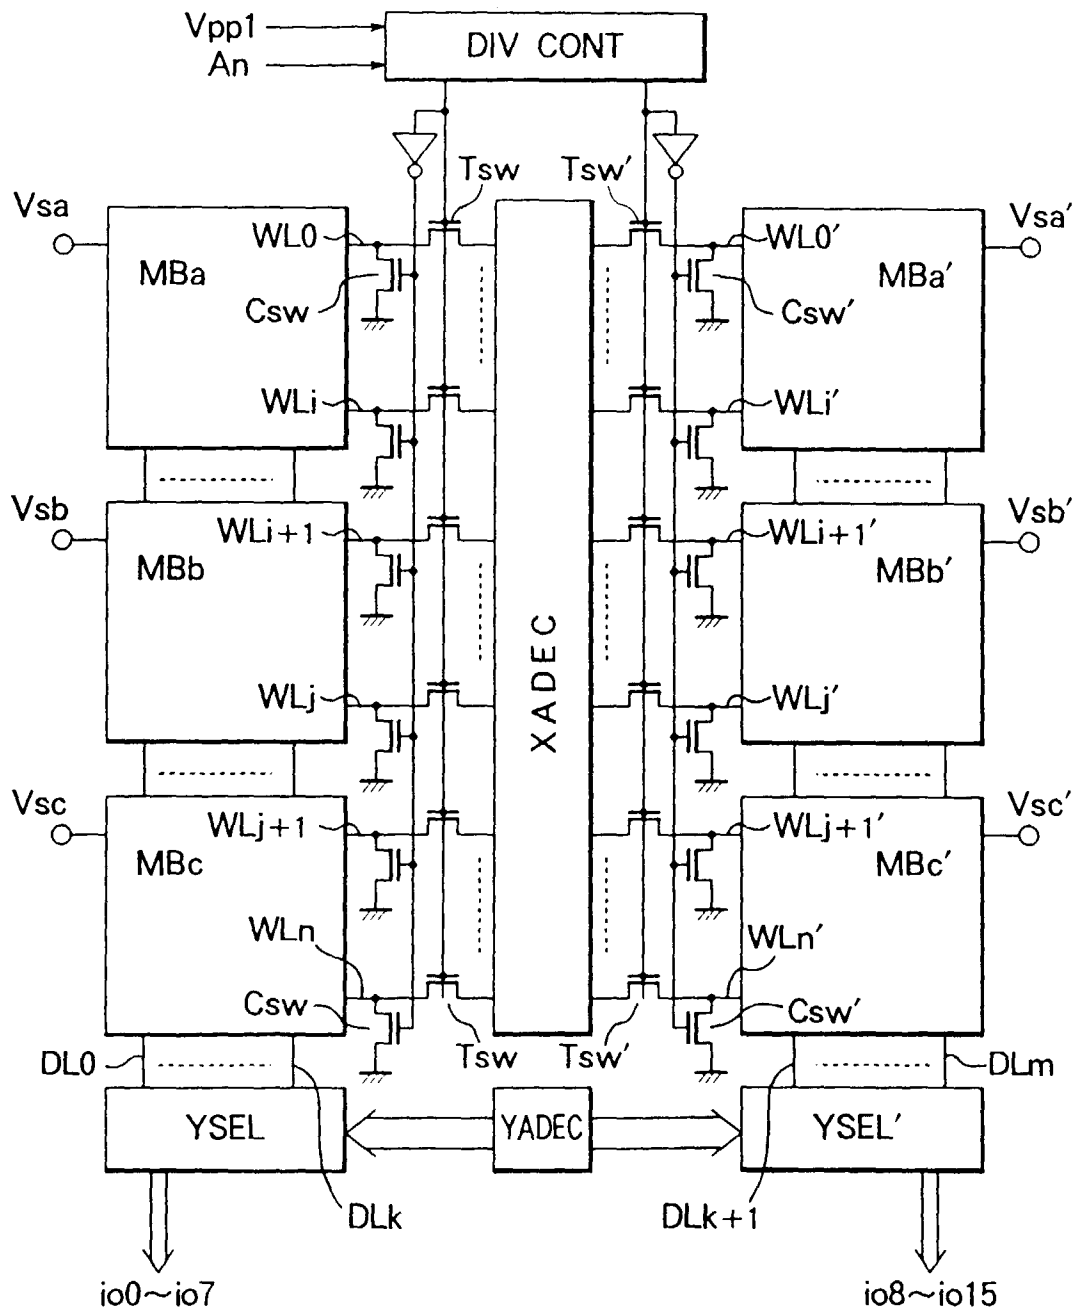 Vpp1
An
DIV CONT
Tsw
Tsw′
Vsa
MBa
WL0
Csw
WL0′
MBa′
Vsa′
Csw′
WLi
WLi′
Vsb
MBb
WLi+1
WLi+1′
MBb′
Vsb′
XADEC
WLj
WLj′
Vsc
MBc
WLj+1
WLj+1′
MBc′
Vsc′
WLn
WLn′
Csw
Csw′
Tsw
Tsw′
DL0
DLm
YSEL
YADEC
YSEL′
DLk
DLk+1
io0~io7
io8~io15